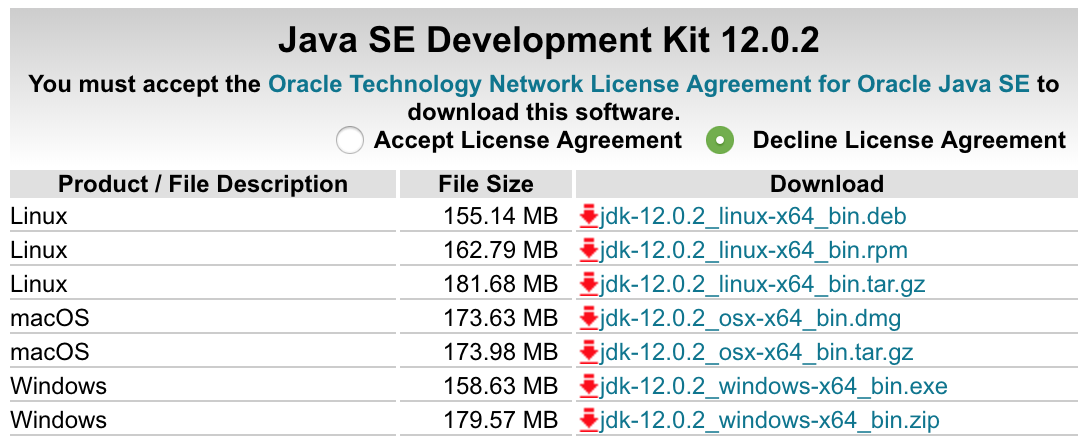 Java SE Development Kit 12.0.2
You must accept the Oracle Technology Network License Agreement for Oracle Java SE to
download this software.
Accept License Agreement Decline License Agreement
Product / File Description File Size Download
Linux 155.14 MB jdk-12.0.2_linux-x64_bin.deb
Linux 162.79 MB jdk-12.0.2_linux-x64_bin.rpm
Linux 181.68 MB jdk-12.0.2_linux-x64_bin.tar.gz
macOS 173.63 MB jdk-12.0.2_osx-x64_bin.dmg
macOS 173.98 MB jdk-12.0.2_osx-x64_bin.tar.gz
Windows 158.63 MB jdk-12.0.2_windows-x64_bin.exe
Windows 179.57 MB jdk-12.0.2_windows-x64_bin.zip